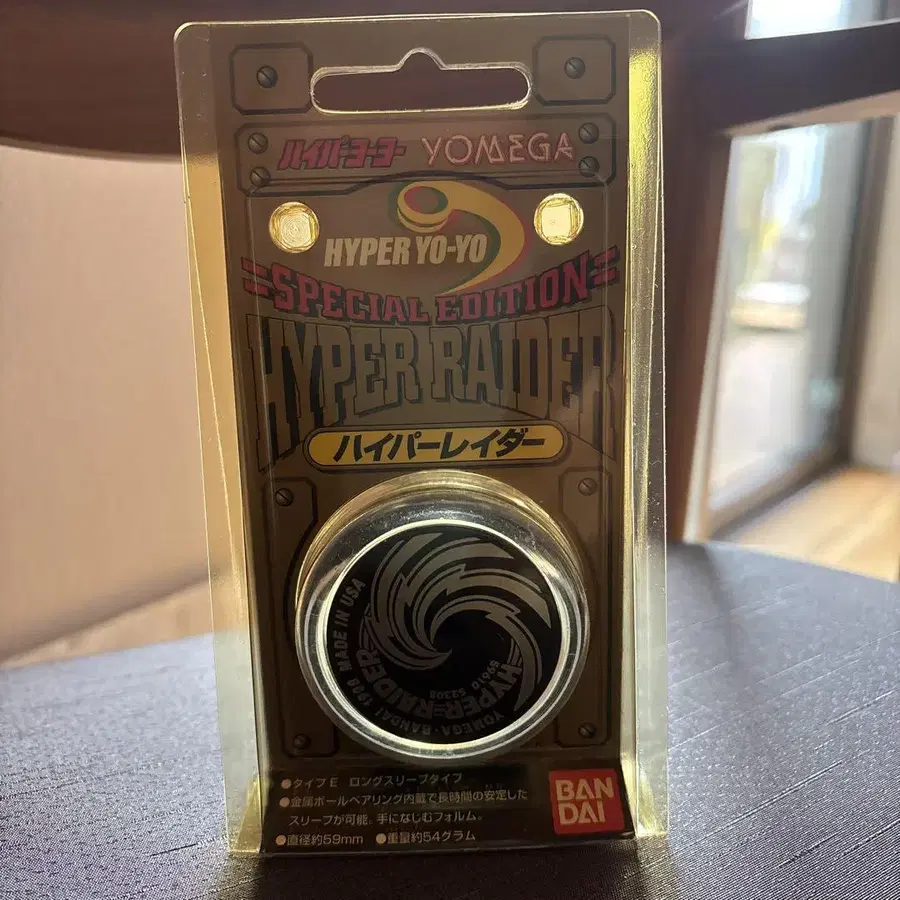 ハイパーヨーヨー YOMEGA
HYPER YO-YO
SPECIAL EDITION
HYPER RAIDER
ハイパーレイダー
MADE IN USA
HYPER RAIDER
YOMEGA・BANDAI 1998
59610 52308
●タイプE ロングスリープタイプ
●金属ボールベアリング内蔵で長時間の安定した
スリープが可能。手になじむフォルム。
●直径約59mm ●重量約54グラム
BAN
DAI